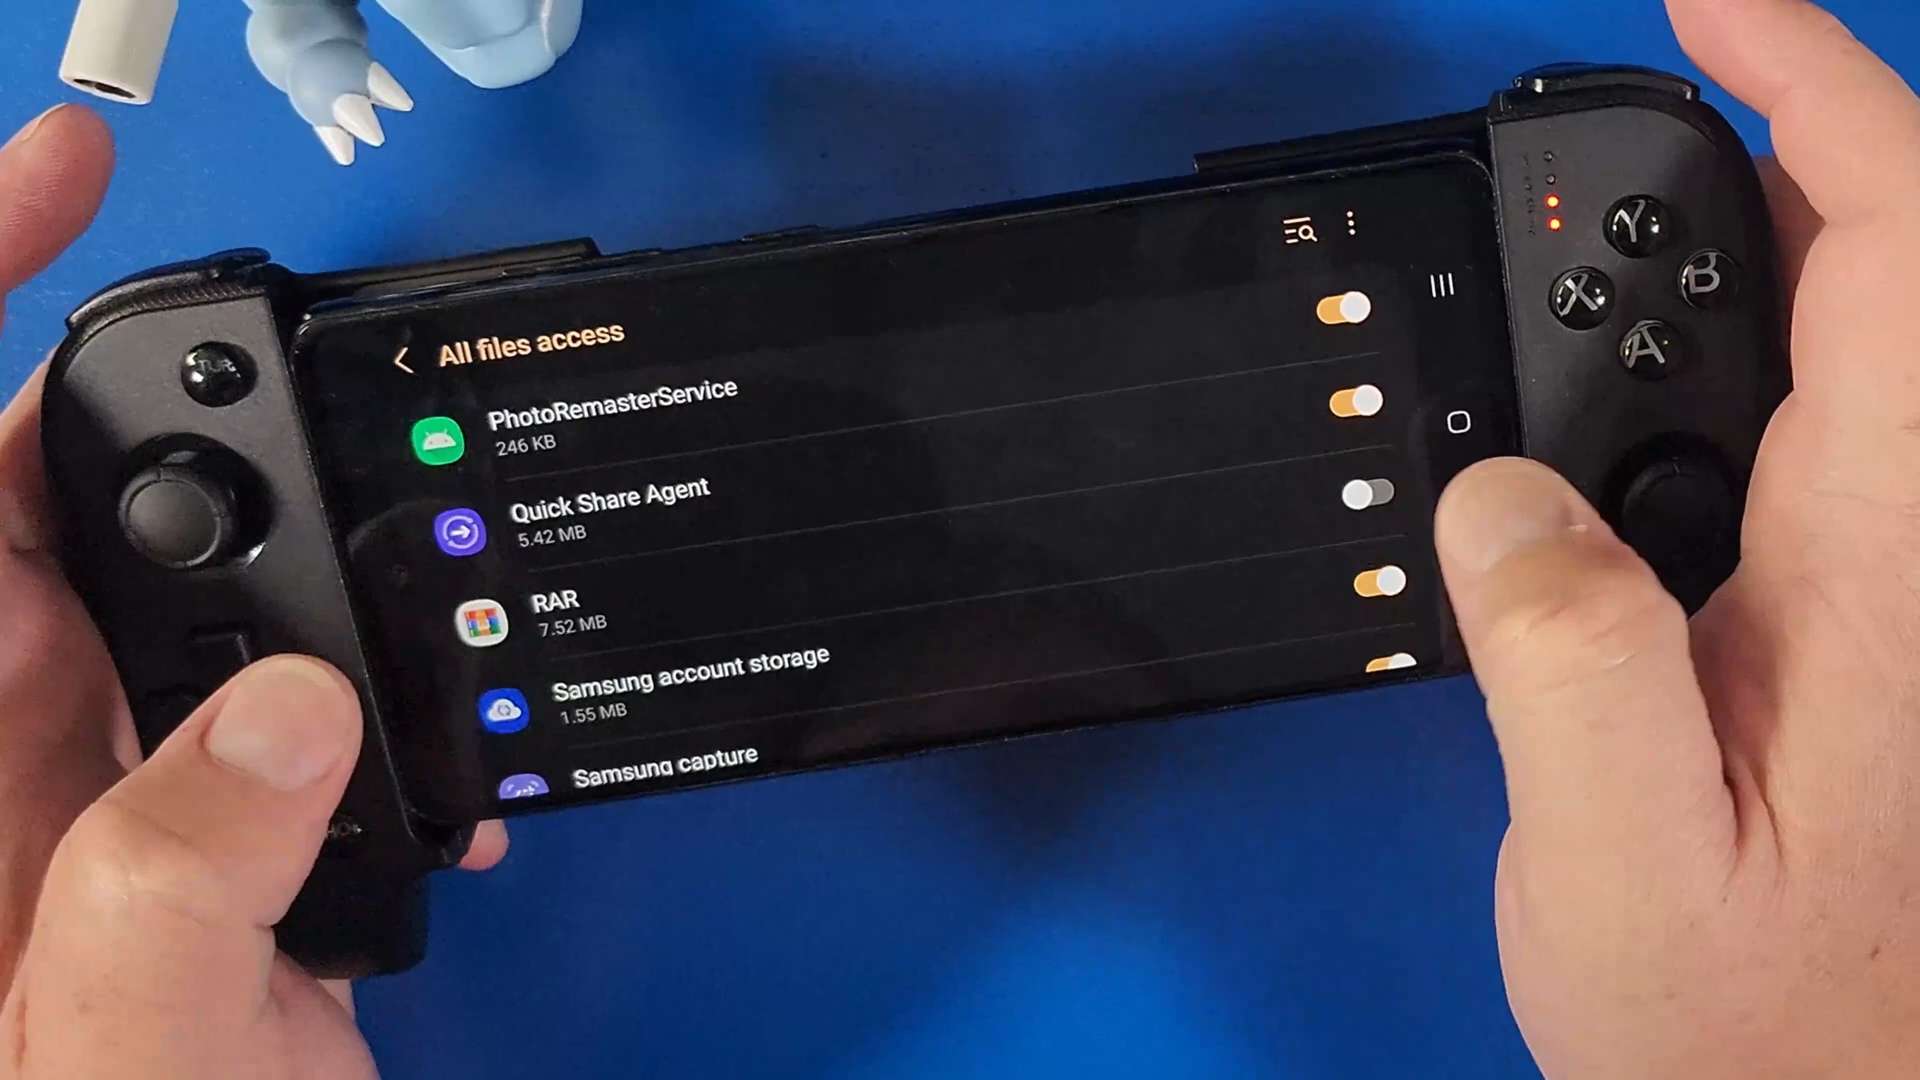 All files access
PhotoRemasterService
246 KB
Quick Share Agent
5.42 MB
RAR
7.52 MB
Samsung account storage
1.55 MB
Samsung capture
TUR
Y
X
B
A